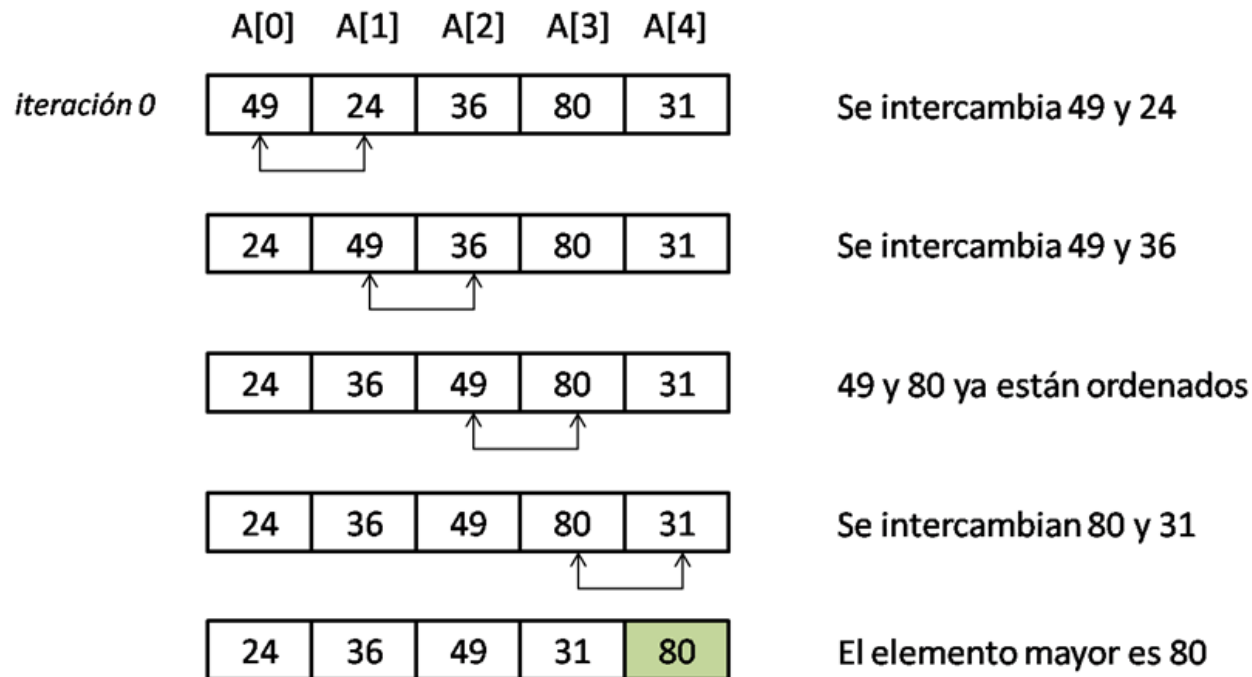 A[0] A[1] A[2] A[3] A[4]
iteración 0 49 24 36 80 31 Se intercambia 49 y 24
24 49 36 80 31 Se intercambia 49 y 36
24 36 49 80 31 49 y 80 ya están ordenados
24 36 49 80 31 Se intercambian 80 y 31
24 36 49 31 80 El elemento mayor es 80